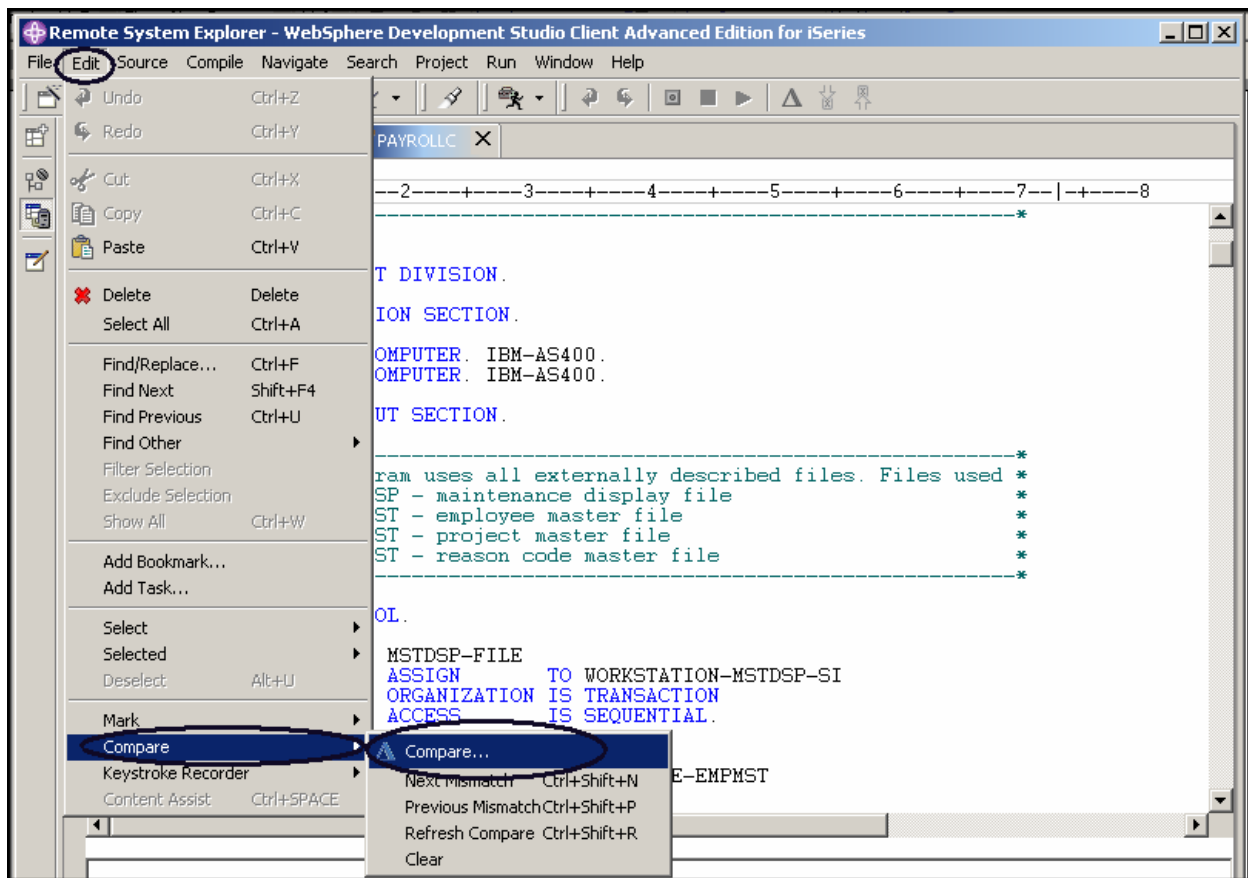 Remote System Explorer - WebSphere Development Studio Client Advanced Edition for iSeries
File Edit Source Compile Navigate Search Project Run Window Help
Undo Ctrl+Z
Redo Ctrl+Y
PAYROLLC
Cut Ctrl+X
--2----+----3----+----4----+----5----+----6----+----7--|-+----8
Copy Ctrl+C
----------------------------------------------------*
Paste Ctrl+V
T DIVISION.
Delete Delete
ION SECTION.
Select All Ctrl+A
OMPUTER. IBM-AS400.
Find/Replace... Ctrl+F
OMPUTER. IBM-AS400.
Find Next Shift+F4
Find Previous Ctrl+U
UT SECTION.
Find Other
----------------------------------------------------*
Filter Selection
ram uses all externally described files. Files used *
Exclude Selection
SP - maintenance display file *
Show All Ctrl+W
ST - employee master file *
ST - project master file *
ST - reason code master file *
Add Bookmark...
----------------------------------------------------*
Add Task...
OL.
Select
Selected
MSTDSP-FILE
Deselect Alt+U
ASSIGN TO WORKSTATION-MSTDSP-SI
ORGANIZATION IS TRANSACTION
Mark
ACCESS IS SEQUENTIAL.
Compare
Compare...
Keystroke Recorder
Next Mismatch Ctrl+Shift+N
E-EMPMST
Content Assist Ctrl+SPACE
Previous Mismatch Ctrl+Shift+P
Refresh Compare Ctrl+Shift+R
Clear